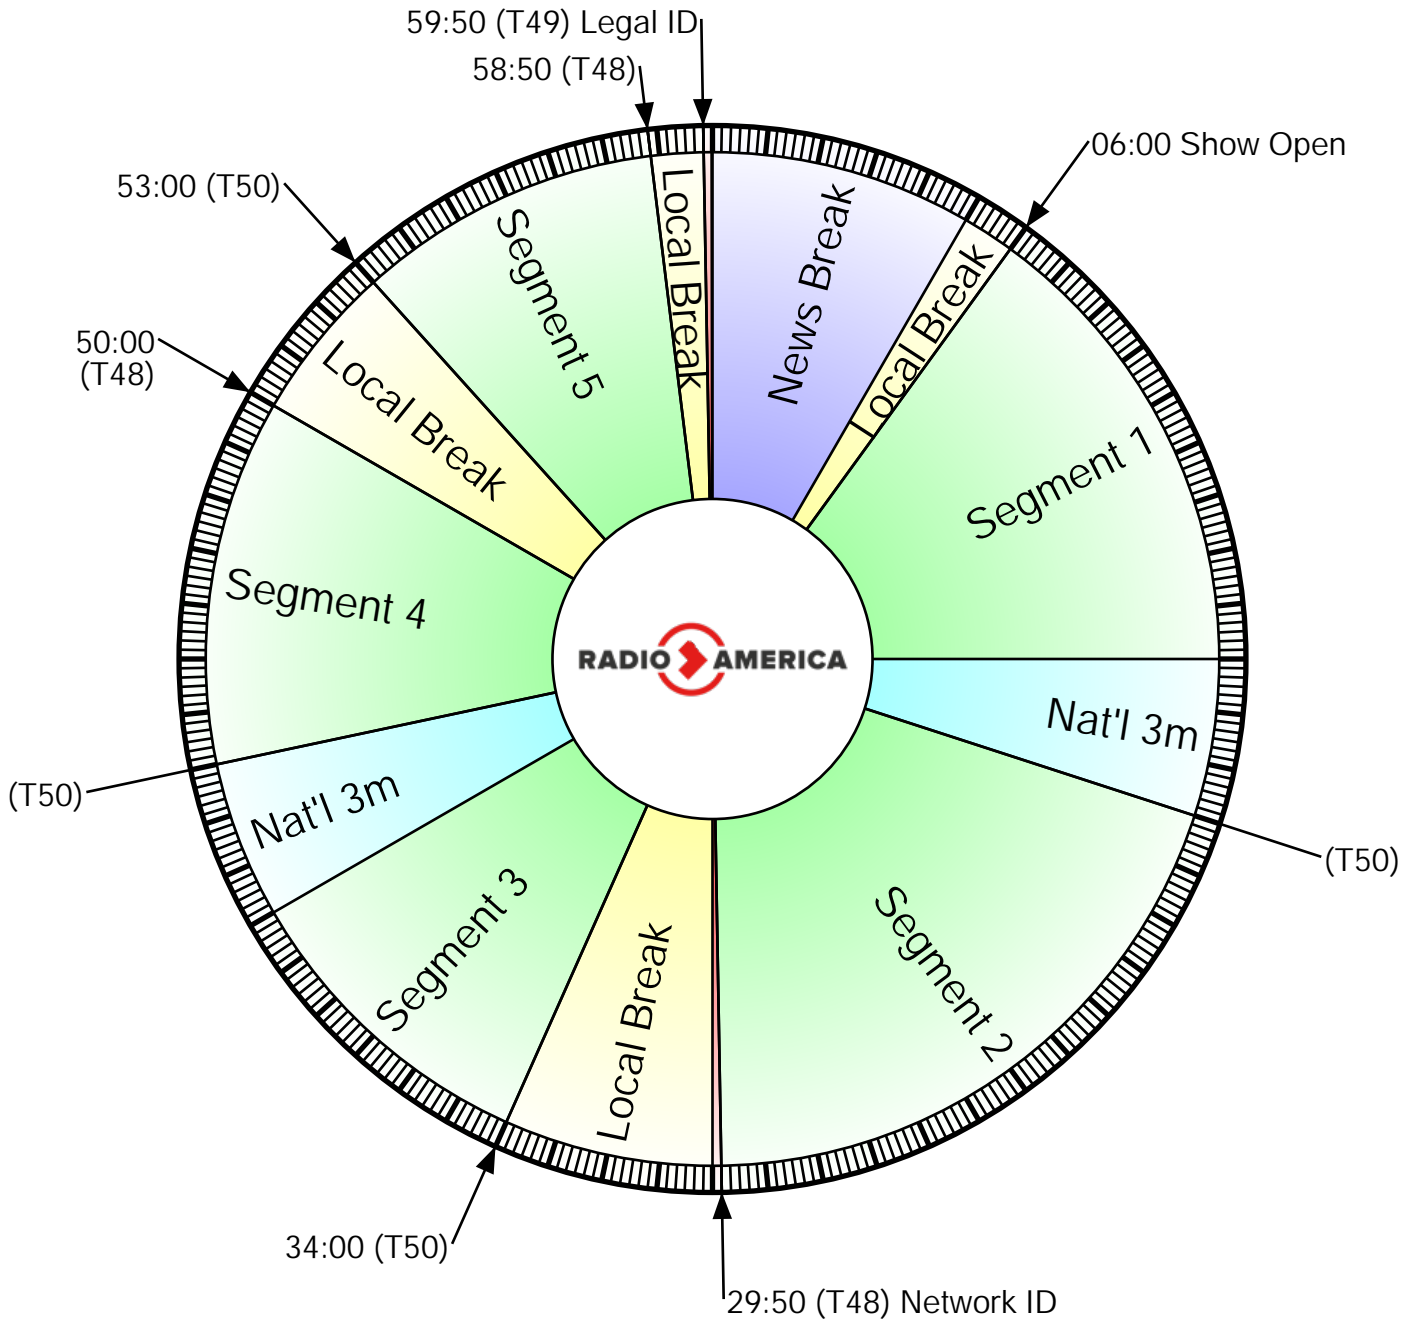 59:50 (T49) Legal ID
58:50 (T48)
06:00 Show Open
53:00 (T50)
50:00
(T48)
News Break
Local Break
Segment 1
Nat'l 3m
(T50)
Segment 2
29:50 (T48) Network ID
Local Break
34:00 (T50)
Segment 3
Nat'l 3m
(T50)
Segment 4
Local Break
Segment 5
Local Break
RADIO AMERICA